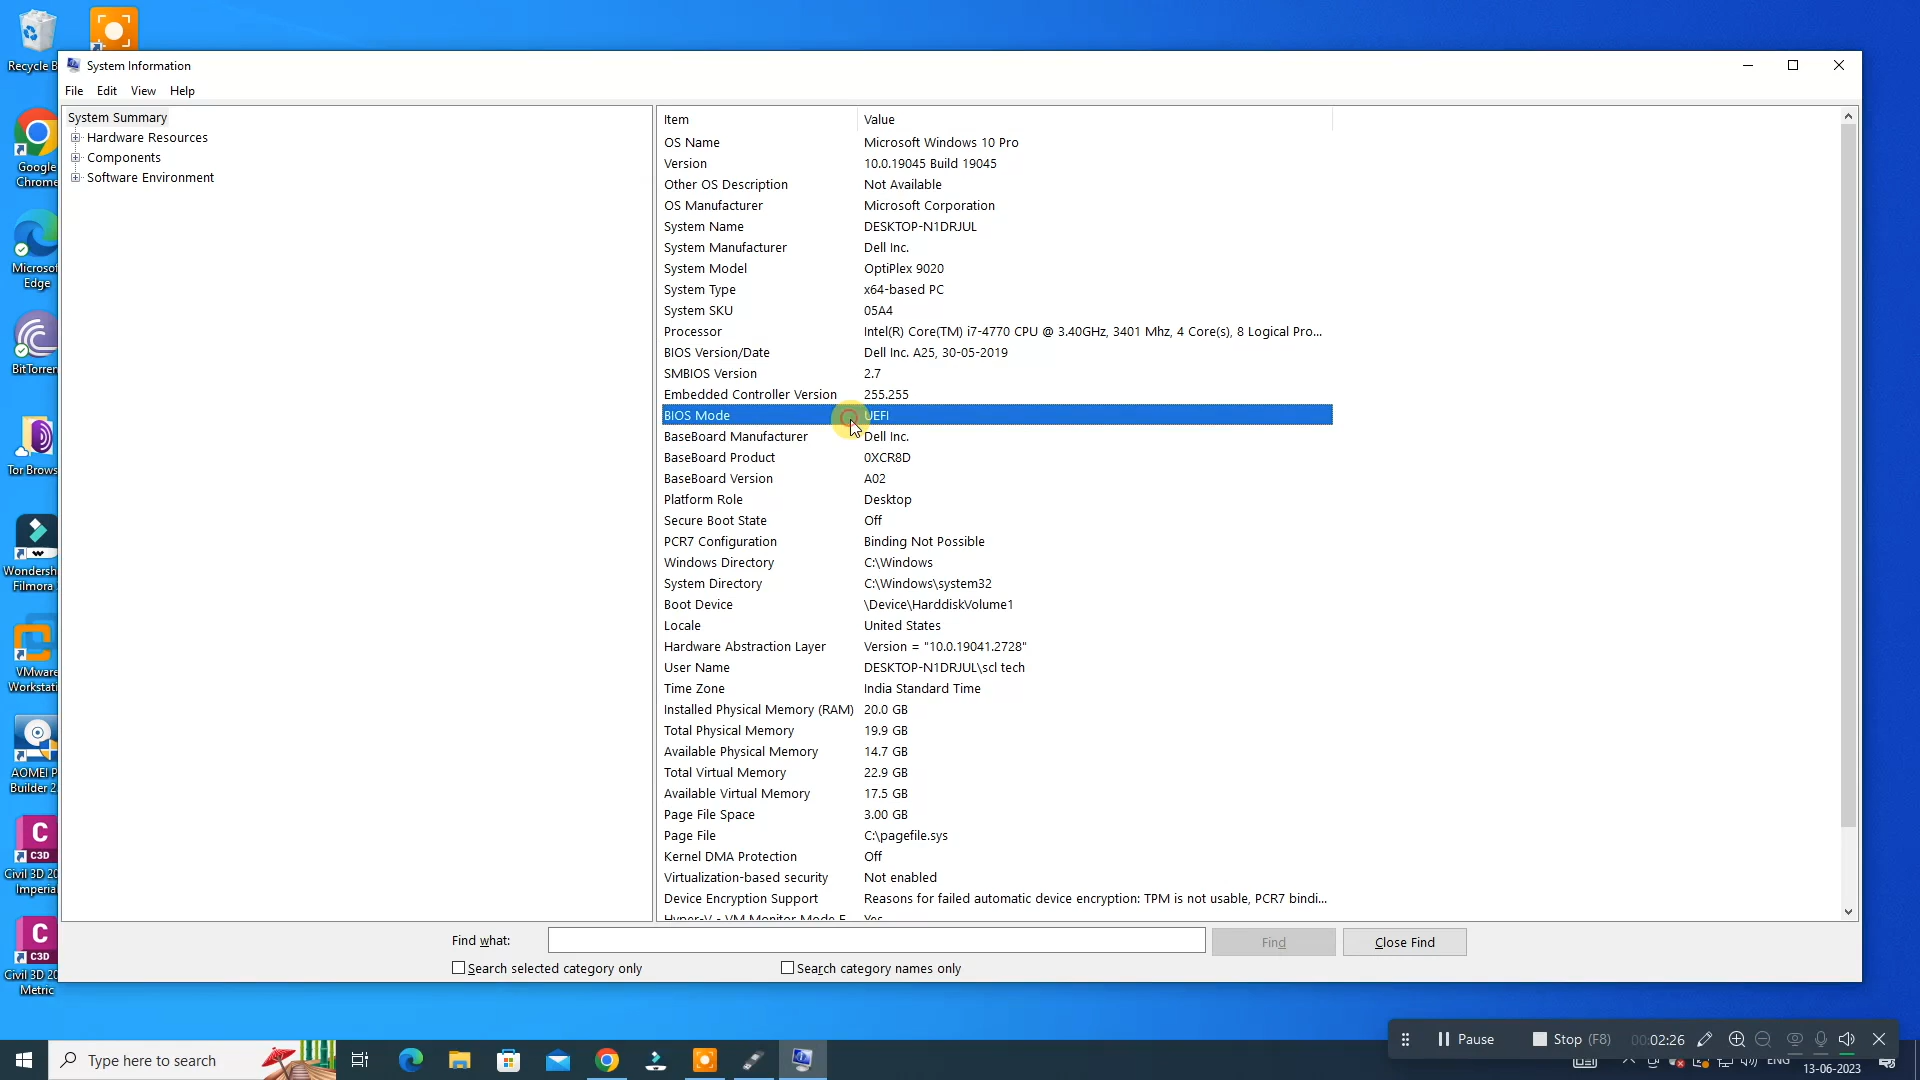 Recycle B
Google
Chrome
Microsof
Edge
BitTorren
Tor Brows
Wondersh
Filmora
VMware
Workstati
AOMEI P
Builder 2
C
C3D
Civil 3D 20
Imperia
C
C3D
Civil 3D 20
Metric
System Information
File Edit View Help
System Summary
Hardware Resources
Components
Software Environment
Item Value
OS Name Microsoft Windows 10 Pro
Version 10.0.19045 Build 19045
Other OS Description Not Available
OS Manufacturer Microsoft Corporation
System Name DESKTOP-N1DRJUL
System Manufacturer Dell Inc.
System Model OptiPlex 9020
System Type x64-based PC
System SKU 05A4
Processor Intel(R) Core(TM) i7-4770 CPU @ 3.40GHz, 3401 Mhz, 4 Core(s), 8 Logical Pro...
BIOS Version/Date Dell Inc. A25, 30-05-2019
SMBIOS Version 2.7
Embedded Controller Version 255.255
BIOS Mode UEFI
BaseBoard Manufacturer Dell Inc.
BaseBoard Product 0XCR8D
BaseBoard Version A02
Platform Role Desktop
Secure Boot State Off
PCR7 Configuration Binding Not Possible
Windows Directory C:\Windows
System Directory C:\Windows\system32
Boot Device \Device\HarddiskVolume1
Locale United States
Hardware Abstraction Layer Version = "10.0.19041.2728"
User Name DESKTOP-N1DRJUL\scl tech
Time Zone India Standard Time
Installed Physical Memory (RAM) 20.0 GB
Total Physical Memory 19.9 GB
Available Physical Memory 14.7 GB
Total Virtual Memory 22.9 GB
Available Virtual Memory 17.5 GB
Page File Space 3.00 GB
Page File C:\pagefile.sys
Kernel DMA Protection Off
Virtualization-based security Not enabled
Device Encryption Support Reasons for failed automatic device encryption: TPM is not usable, PCR7 bindi...
Hyper-V - VM Monitor Mode E Yes
Find what: Find Close Find
Search selected category only Search category names only
Pause Stop (F8) 00:02:26
Type here to search
ENG
13-06-2023